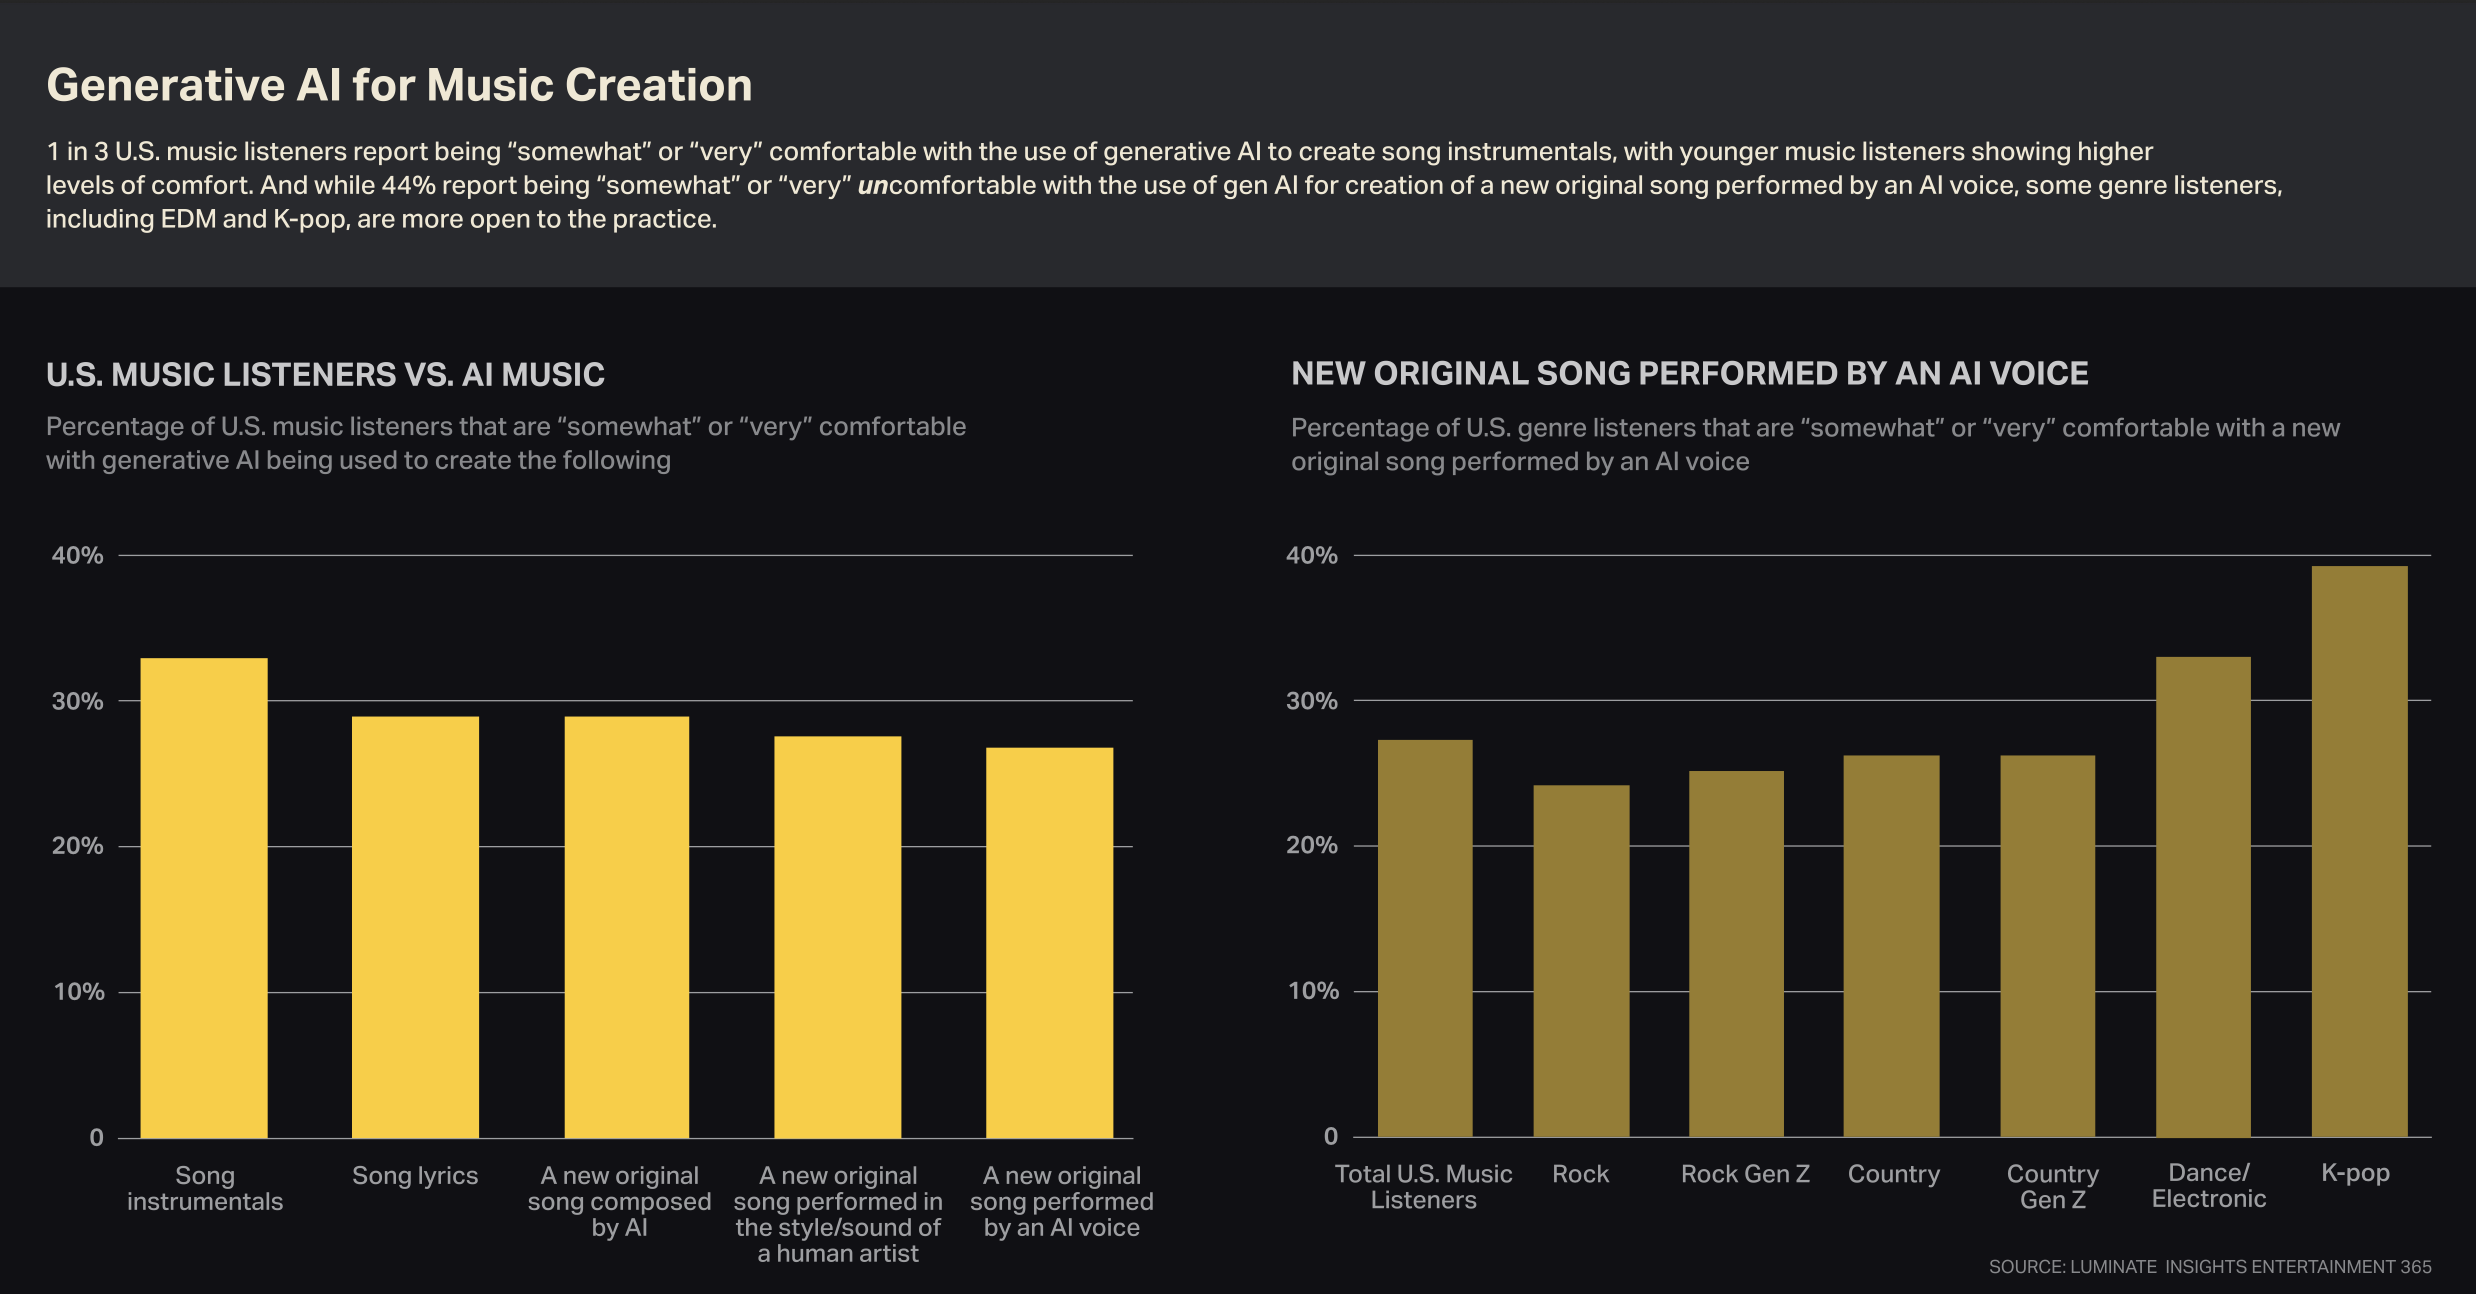 Generative AI for Music Creation
1 in 3 U.S. music listeners report being “somewhat” or “very” comfortable with the use of generative AI to create song instrumentals, with younger music listeners showing higher
levels of comfort. And while 44% report being “somewhat” or “very” uncomfortable with the use of gen AI for creation of a new original song performed by an AI voice, some genre listeners,
including EDM and K-pop, are more open to the practice.
U.S. MUSIC LISTENERS VS. AI MUSIC
Percentage of U.S. music listeners that are “somewhat” or “very” comfortable
with generative AI being used to create the following
40%
30%
20%
10%
0
Song
instrumentals
Song lyrics
A new original
song composed
by AI
A new original
song performed in
the style/sound of
a human artist
A new original
song performed
by an AI voice
NEW ORIGINAL SONG PERFORMED BY AN AI VOICE
Percentage of U.S. genre listeners that are “somewhat” or “very” comfortable with a new
original song performed by an AI voice
40%
30%
20%
10%
0
Total U.S. Music
Listeners
Rock
Rock Gen Z
Country
Country
Gen Z
Dance/
Electronic
K-pop
SOURCE: LUMINATE INSIGHTS ENTERTAINMENT 365